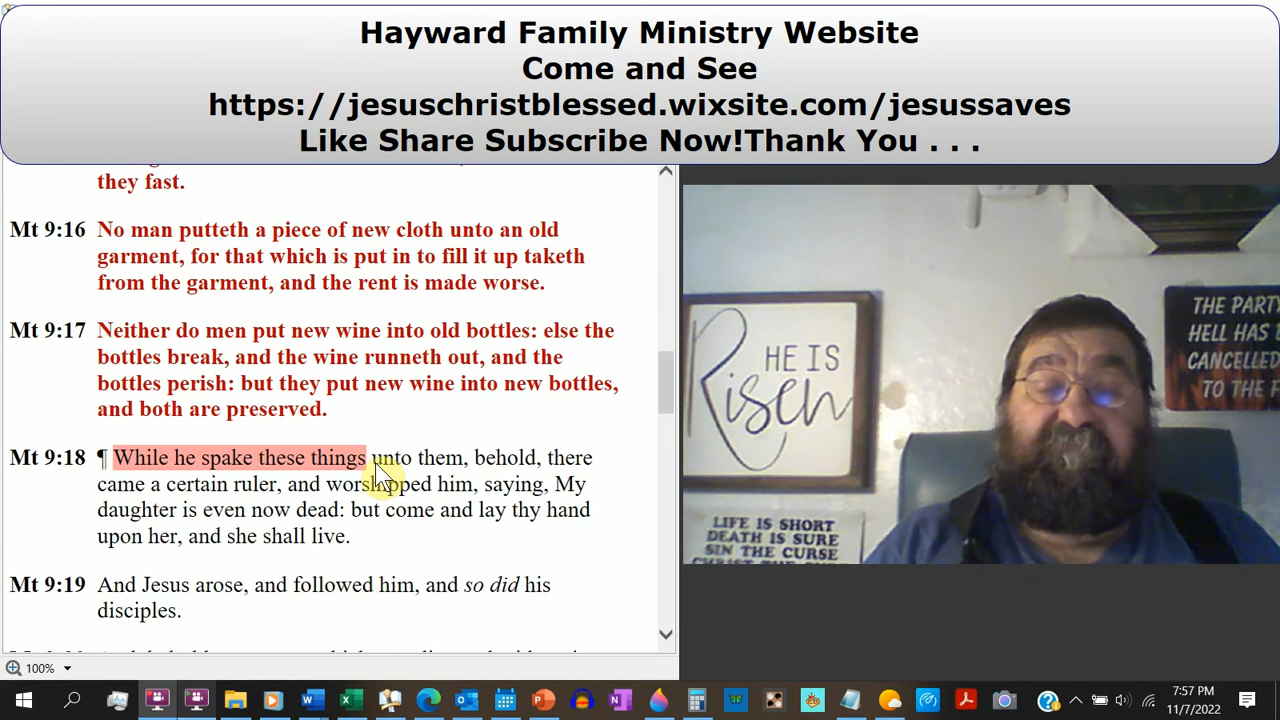 Hayward Family Ministry Website
Come and See
https://jesuschristblessed.wixsite.com/jesussaves
Like Share Subscribe Now!Thank You . . .
they fast.
Mt 9:16 No man putteth a piece of new cloth unto an old
garment, for that which is put in to fill it up taketh
from the garment, and the rent is made worse.
Mt 9:17 Neither do men put new wine into old bottles: else the
bottles break, and the wine runneth out, and the
bottles perish: but they put new wine into new bottles,
and both are preserved.
Mt 9:18 ¶ While he spake these things unto them, behold, there
came a certain ruler, and worshipped him, saying, My
daughter is even now dead: but come and lay thy hand
upon her, and she shall live.
Mt 9:19 And Jesus arose, and followed him, and so did his
disciples.
100%
HE IS
Risen
THE PARTY
HELL HAS
CANCELLED
TO THE F
LIFE IS SHORT
DEATH IS SURE
SIN THE CURSE
7:57 PM
11/7/2022